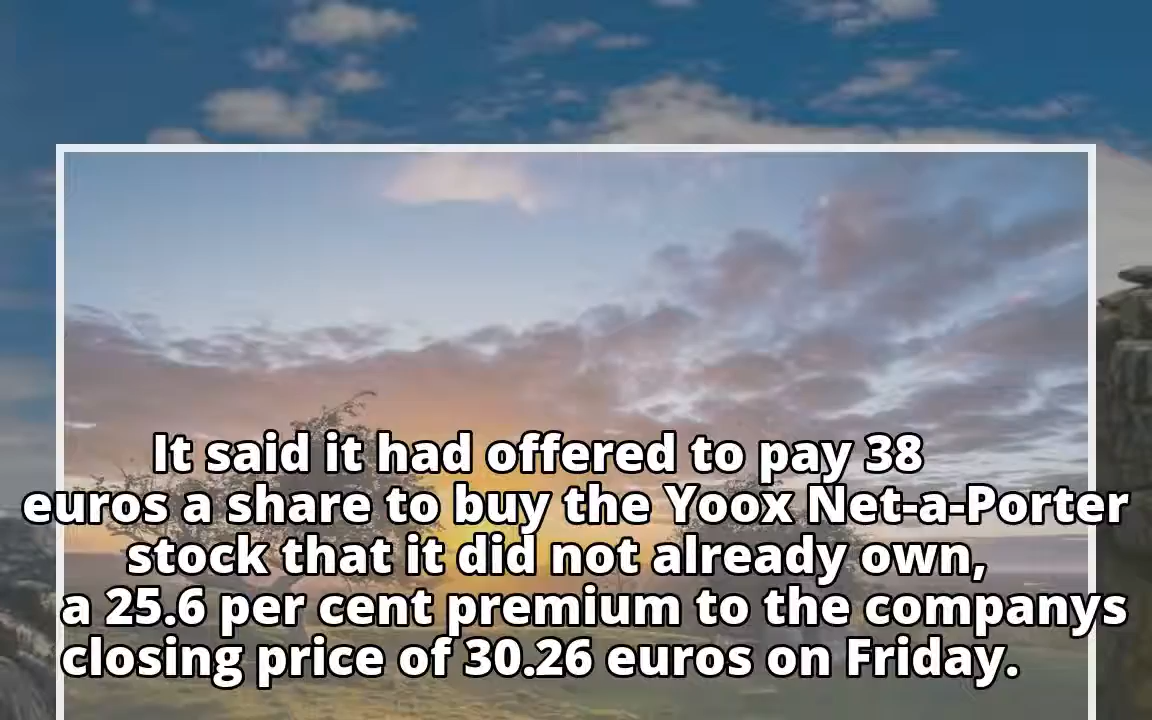 It said it had offered to pay 38
euros a share to buy the Yoox Net-a-Porter
stock that it did not already own,
a 25.6 per cent premium to the companys
closing price of 30.26 euros on Friday.